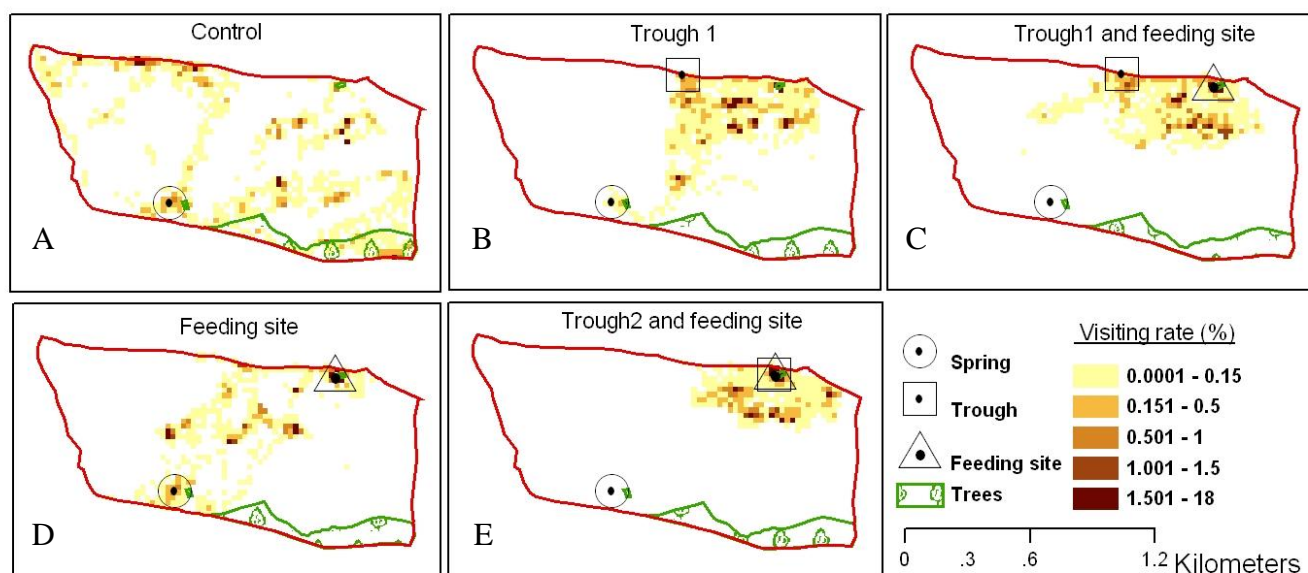 Control
A
Trough 1
B
Trough1 and feeding site
C
Feeding site
D
Trough2 and feeding site
E
Spring
Trough
Feeding site
Trees
Visiting rate (%)
0.0001 - 0.15
0.151 - 0.5
0.501 - 1
1.001 - 1.5
1.501 - 18
0 .3 .6 1.2 Kilometers